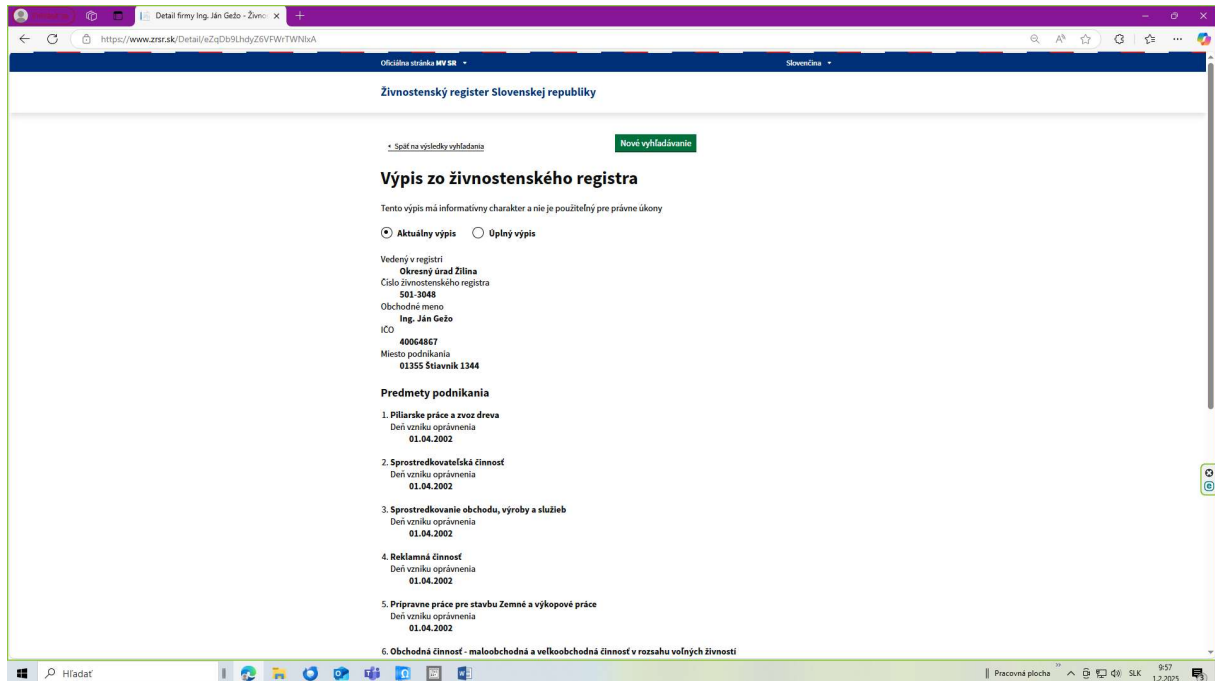 Detail firmy Ing. Ján Gežo - Živno
https://www.zrsr.sk/Detail/eZqDb9LhdyZ6VFWrTWNIxA
Oficiálna stránka MV SR
Slovenčina
Živnostenský register Slovenskej republiky
Späť na výsledky vyhľadania
Nové vyhľadávanie
Výpis zo živnostenského registra
Tento výpis má informatívny charakter a nie je použiteľný pre právne úkony
Aktuálny výpis
Úplný výpis
Vedený v registri
Okresný úrad Žilina
Číslo živnostenského registra
501-3048
Obchodné meno
Ing. Ján Gežo
IČO
40064867
Miesto podnikania
01355 Štiavnik 1344
Predmety podnikania
1. Piliarske práce a zvoz dreva
Deň vzniku oprávnenia
01.04.2002
2. Sprostredkovateľská činnosť
Deň vzniku oprávnenia
01.04.2002
3. Sprostredkovanie obchodu, výroby a služieb
Deň vzniku oprávnenia
01.04.2002
4. Reklamná činnosť
Deň vzniku oprávnenia
01.04.2002
5. Prípravne práce pre stavbu Zemné a výkopové práce
Deň vzniku oprávnenia
01.04.2002
6. Obchodná činnosť - maloobchodná a veľkoobchodná činnosť v rozsahu voľných živností
Hľadať
Pracovná plocha
SLK
9:57
1.2.2025